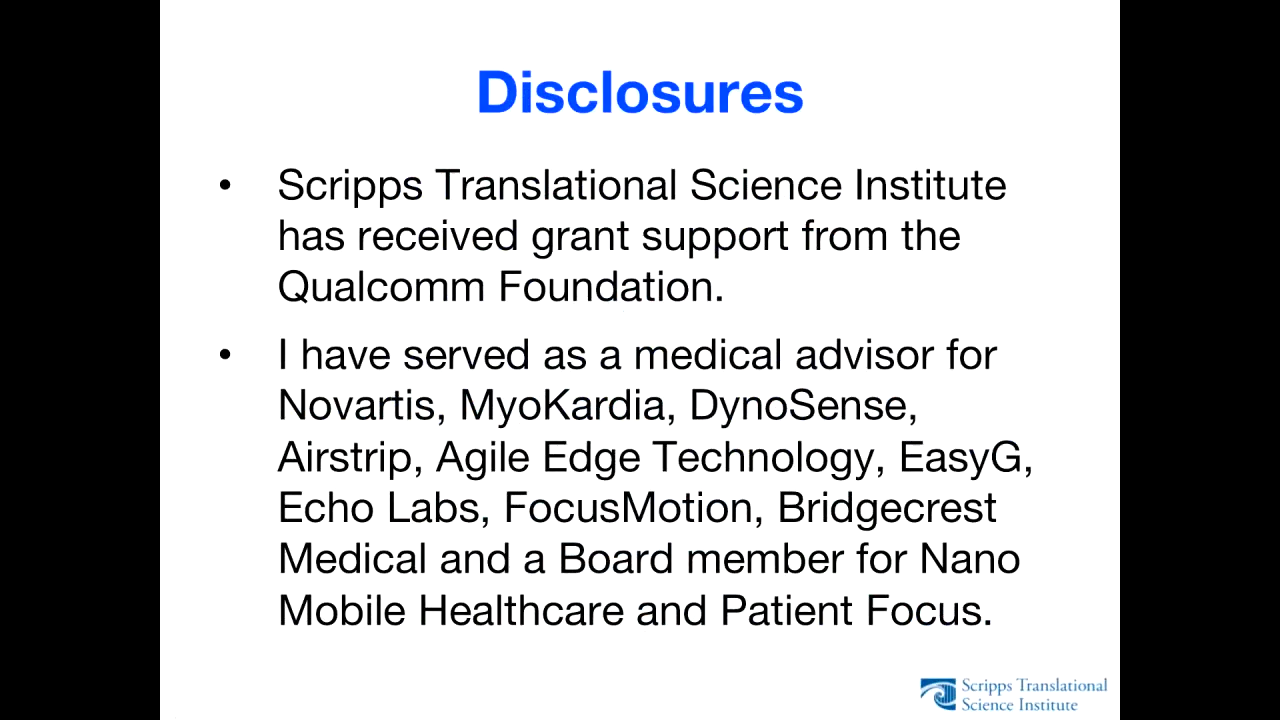 Disclosures
• Scripps Translational Science Institute
has received grant support from the
Qualcomm Foundation.
• I have served as a medical advisor for
Novartis, MyoKardia, DynoSense,
Airstrip, Agile Edge Technology, EasyG,
Echo Labs, FocusMotion, Bridgecrest
Medical and a Board member for Nano
Mobile Healthcare and Patient Focus.
Scripps Translational
Science Institute